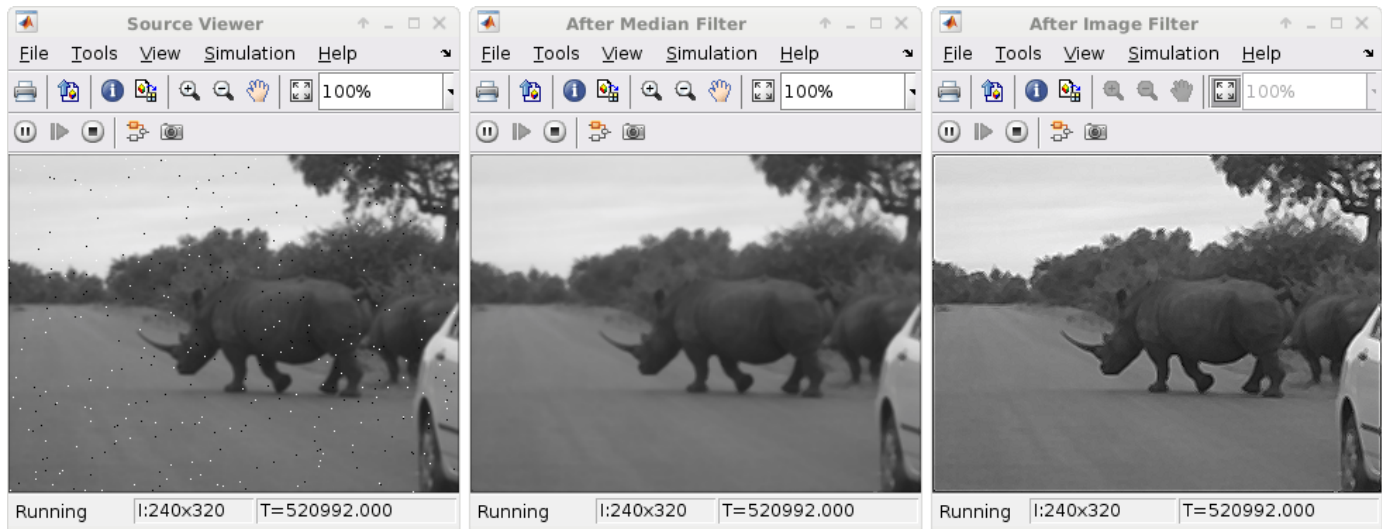 Source Viewer
File Tools View Simulation Help
100%
Running I:240x320 T=520992.000
After Median Filter
File Tools View Simulation Help
100%
Running I:240x320 T=520992.000
After Image Filter
File Tools View Simulation Help
100%
Running I:240x320 T=520992.000